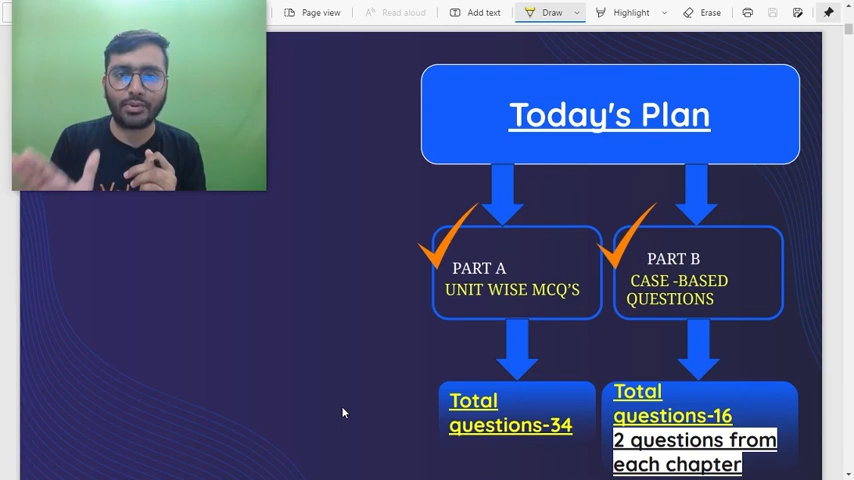 Page view
Read aloud
Add text
Draw
Highlight
Erase
Today's Plan
PART A
UNIT WISE MCQ'S
PART B
CASE -BASED
QUESTIONS
Total
questions-34
Total
questions-16
2 questions from
each chapter